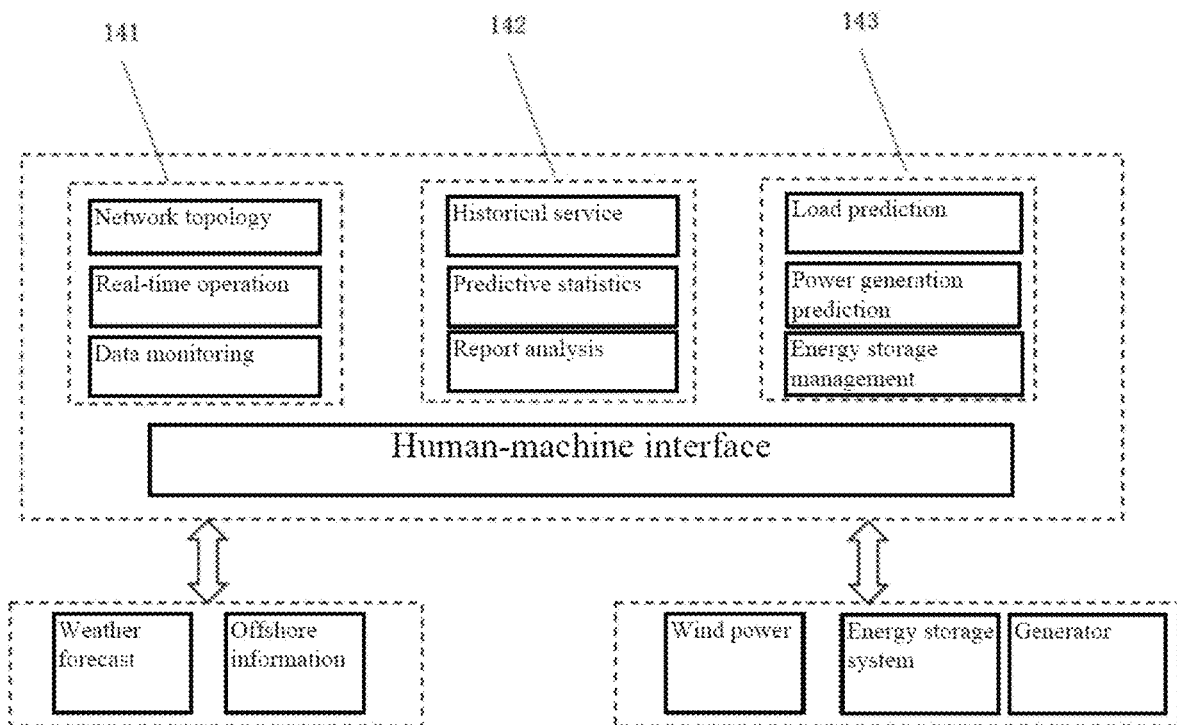 141
142
143
Network topology
Real-time operation
Data monitoring
Historical service
Predictive statistics
Report analysis
Load prediction
Power generation
prediction
Energy storage
management
Human-machine interface
Weather
forecast
Offshore
information
Wind power
Energy storage
system
Generator